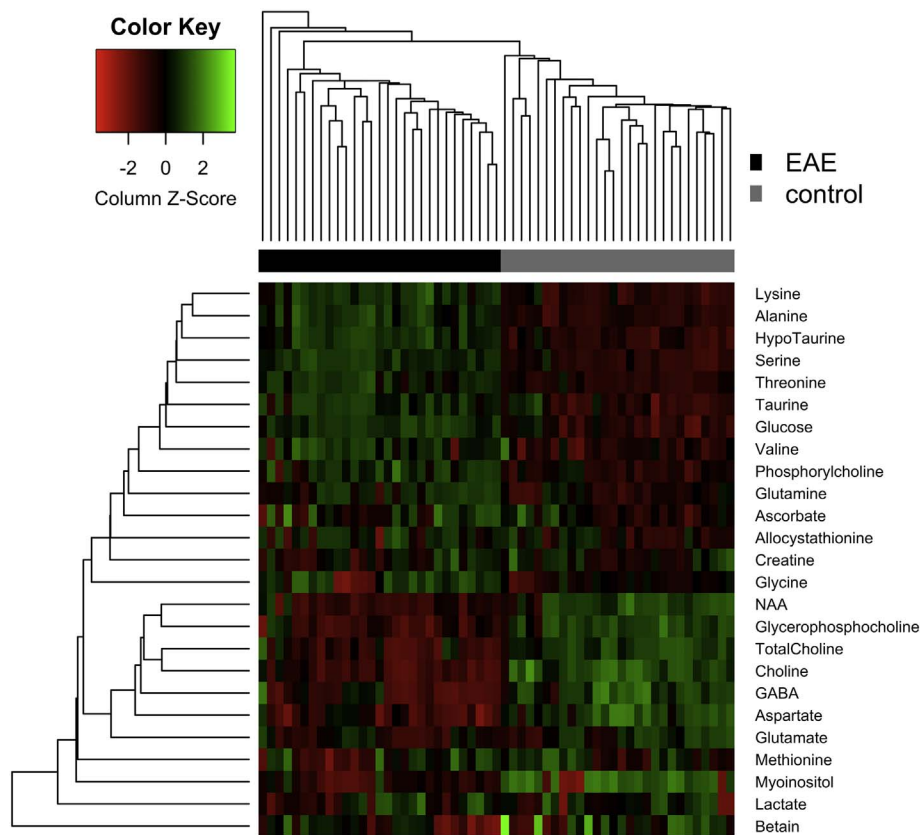 Color Key
-2 0 2
Column Z-Score
EAE
control
Lysine
Alanine
HypoTaurine
Serine
Threonine
Taurine
Glucose
Valine
Phosphorylcholine
Glutamine
Ascorbate
Allocystathionine
Creatine
Glycine
NAA
Glycerophosphocholine
TotalCholine
Choline
GABA
Aspartate
Glutamate
Methionine
Myoinositol
Lactate
Betain